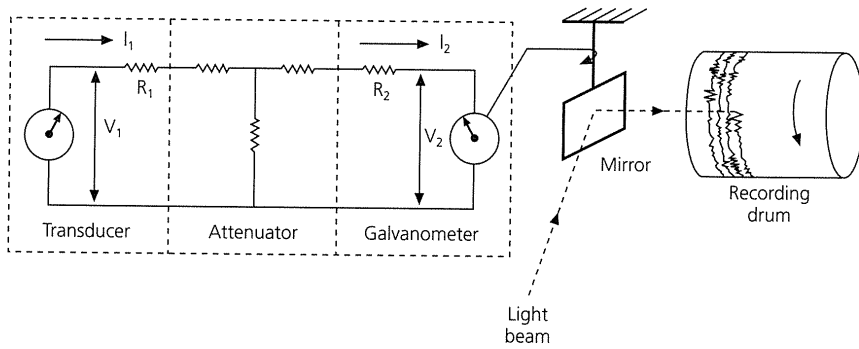 I₁
I₂
R₁
R₂
V₁
V₂
Mirror
Transducer
Attenuator
Galvanometer
Recording
drum
Light
beam